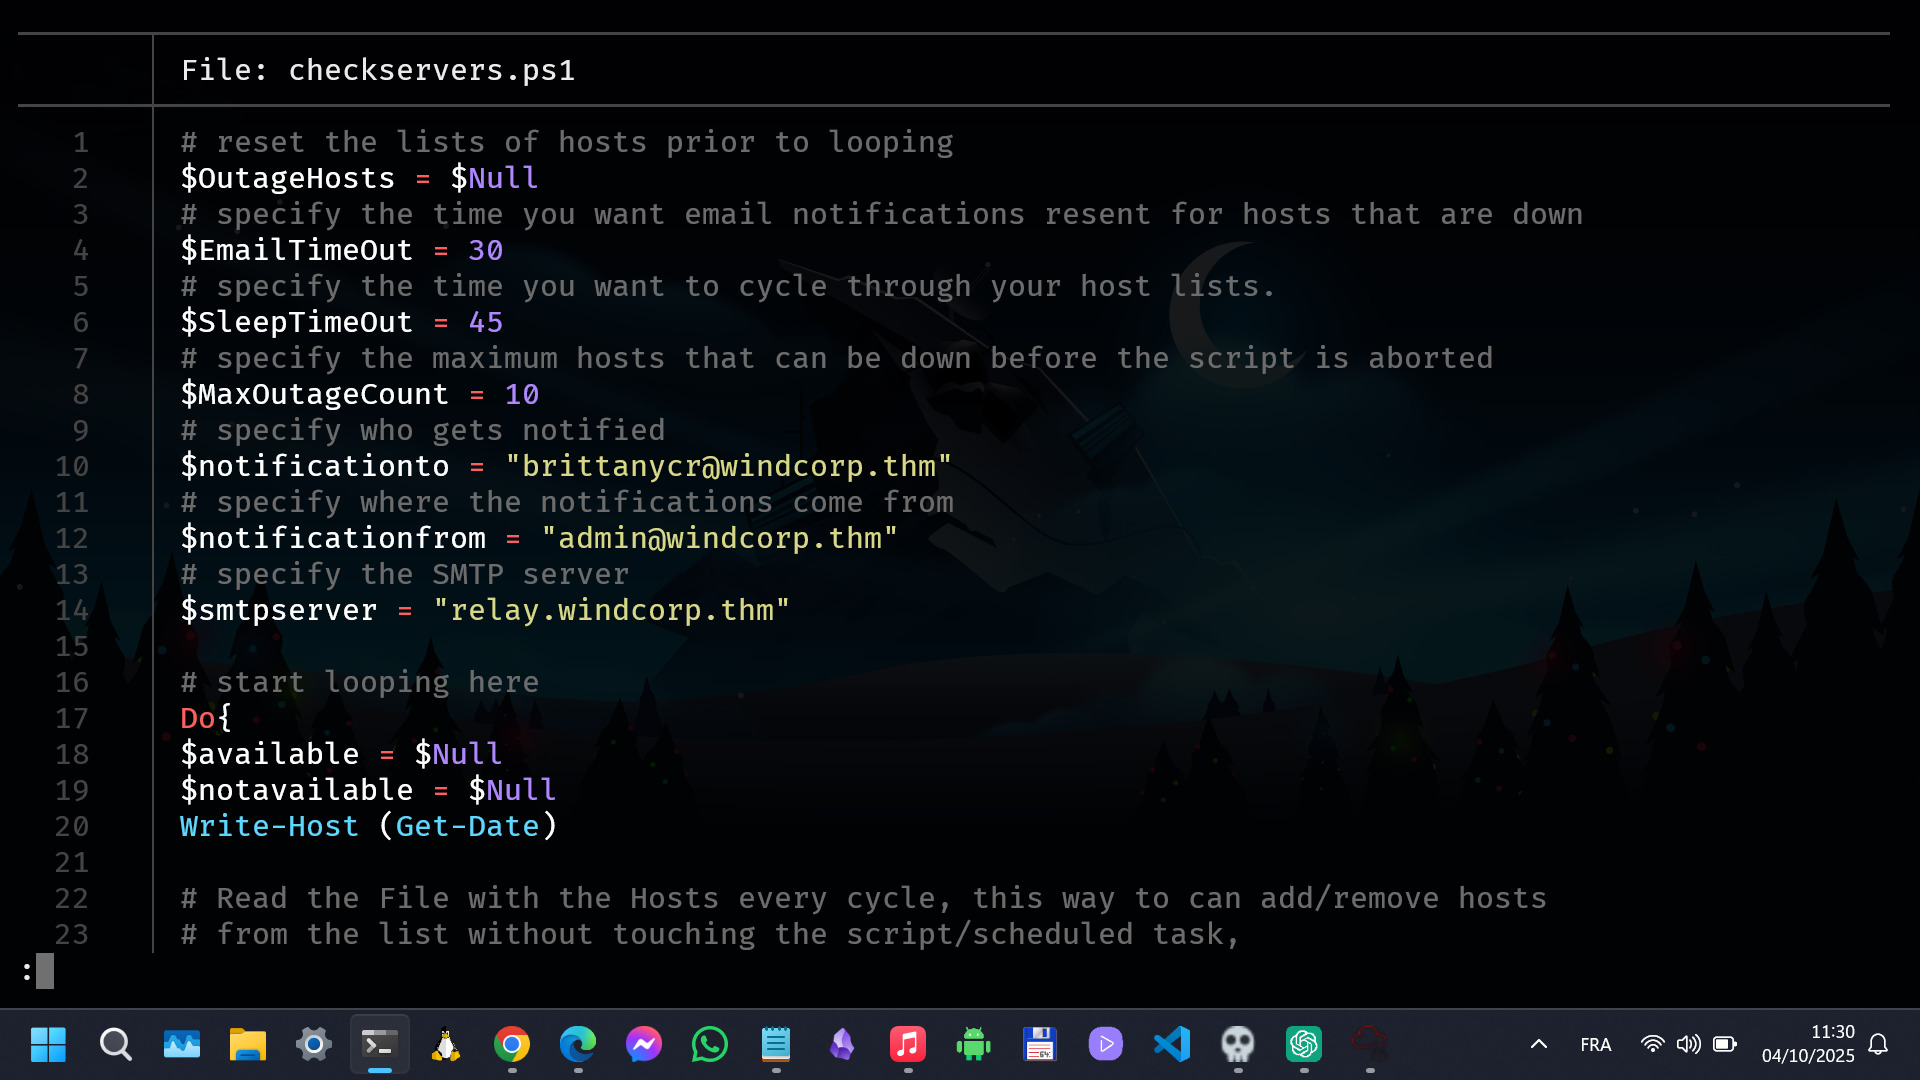 File: checkservers.ps1
1 # reset the lists of hosts prior to looping
2 $OutageHosts = $Null
3 # specify the time you want email notifications resent for hosts that are down
4 $EmailTimeOut = 30
5 # specify the time you want to cycle through your host lists.
6 $SleepTimeOut = 45
7 # specify the maximum hosts that can be down before the script is aborted
8 $MaxOutageCount = 10
9 # specify who gets notified
10 $notificationto = "brittanycr@windcorp.thm"
11 # specify where the notifications come from
12 $notificationfrom = "admin@windcorp.thm"
13 # specify the SMTP server
14 $smtpserver = "relay.windcorp.thm"
15
16 # start looping here
17 Do{
18 $available = $Null
19 $notavailable = $Null
20 Write-Host (Get-Date)
21
22 # Read the File with the Hosts every cycle, this way to can add/remove hosts
23 # from the list without touching the script/scheduled task,
:
64
FRA
11:30
04/10/2025